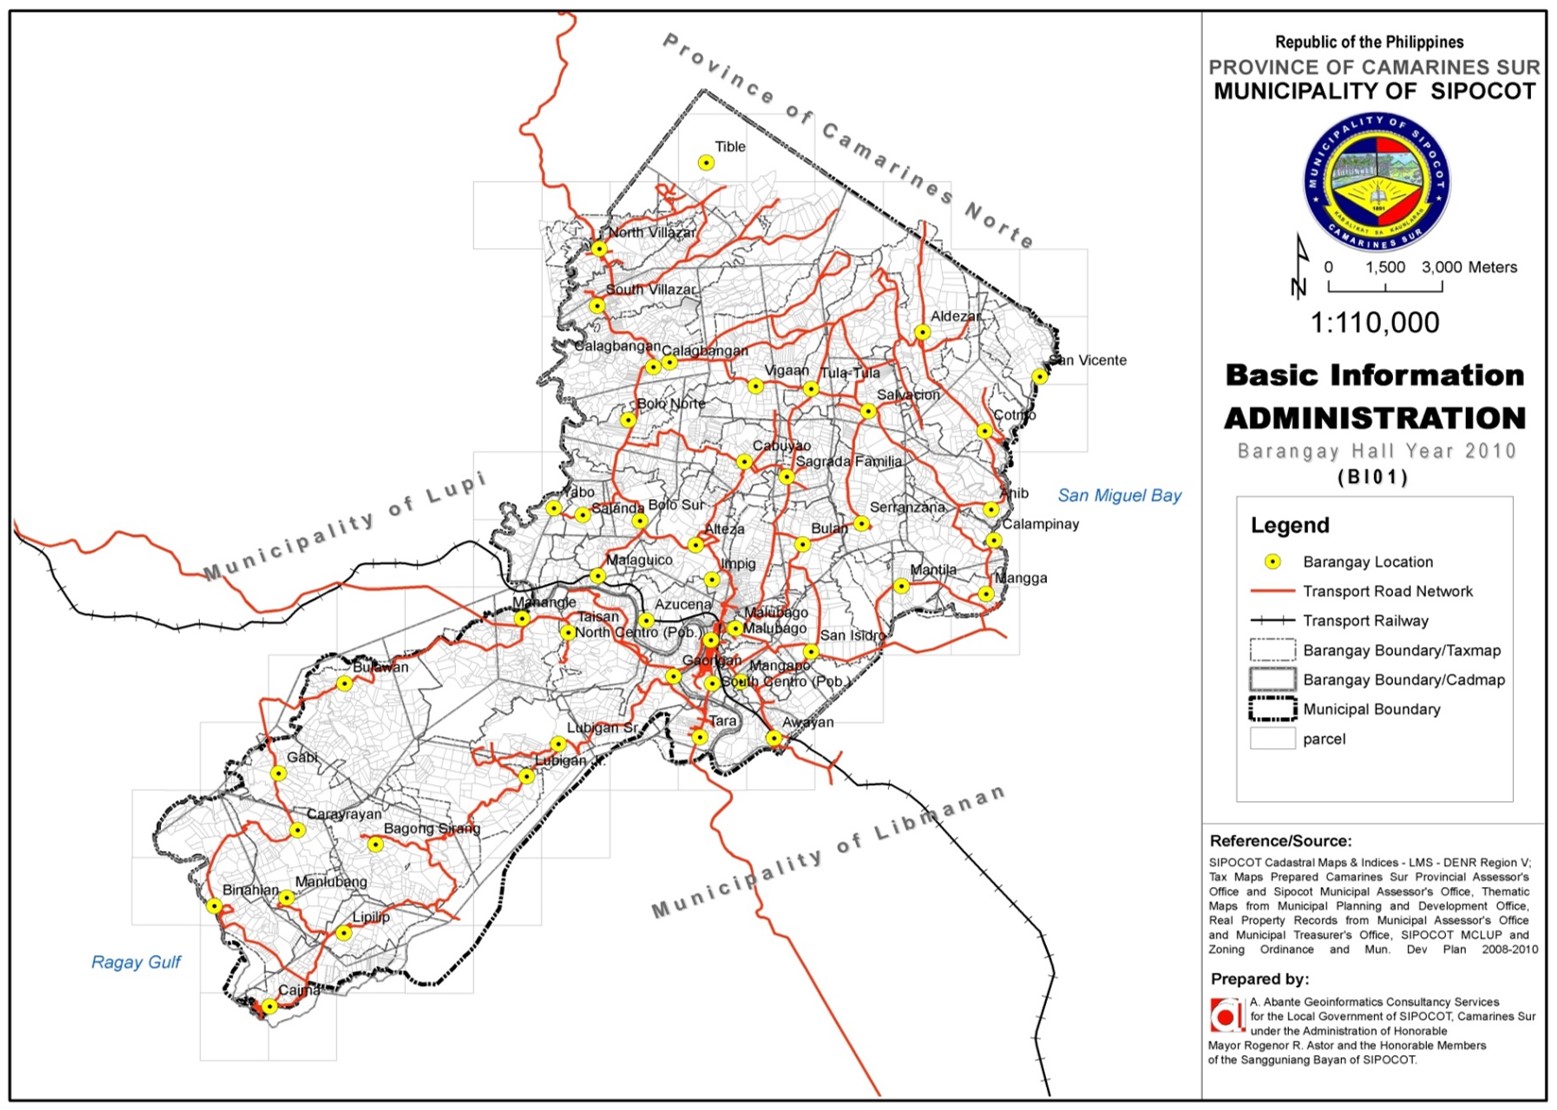 Province of Camarines Norte
Tible
North Villazar
South Villazar
Aldezar
Calagbangan
Calagbangan
San Vicente
Vigaan
Tula-Tula
Salvacion
Bolo Norte
Cotmo
Cabuyao
Sagrada Familia
Municipality of Lupi
San Miguel Bay
Yabo
Salanda
Bolo Sur
Anib
Serranzana
Calampinay
Alteza
Bulan
Malaguico
Impig
Mantila
Mangga
Manangle
Azucena
Taisan
Malubago
North Centro (Pob.)
Malubago
San Isidro
Bulawan
Gaongan
Mangapo
South Centro (Pob.)
Lubigan Sr.
Tara
Awayan
Gabi
Lubigan Jr.
Carayrayan
Bagong Sirang
Municipality of Libmanan
Binahian
Manlubang
Lipilip
Ragay Gulf
Caima
Republic of the Philippines
PROVINCE OF CAMARINES SUR
MUNICIPALITY OF SIPOCOT
MUNICIPALITY OF SIPOCOT
CAMARINES SUR
N
0 1,500 3,000 Meters
1:110,000
Basic Information
ADMINISTRATION
Barangay Hall Year 2010
(BI01)
Legend
Barangay Location
Transport Road Network
Transport Railway
Barangay Boundary/Taxmap
Barangay Boundary/Cadmap
Municipal Boundary
parcel
Reference/Source:
SIPOCOT Cadastral Maps & Indices - LMS - DENR Region V;
Tax Maps Prepared Camarines Sur Provincial Assessor's
Office and Sipocot Municipal Assessor's Office, Thematic
Maps from Municipal Planning and Development Office,
Real Property Records from Municipal Assessor's Office
and Municipal Treasurer's Office, SIPOCOT MCLUP and
Zoning Ordinance and Mun. Dev Plan 2008-2010
Prepared by:
A. Abante Geoinformatics Consultancy Services
for the Local Government of SIPOCOT, Camarines Sur
under the Administration of Honorable
Mayor Rogenor R. Astor and the Honorable Members
of the Sangguniang Bayan of SIPOCOT.